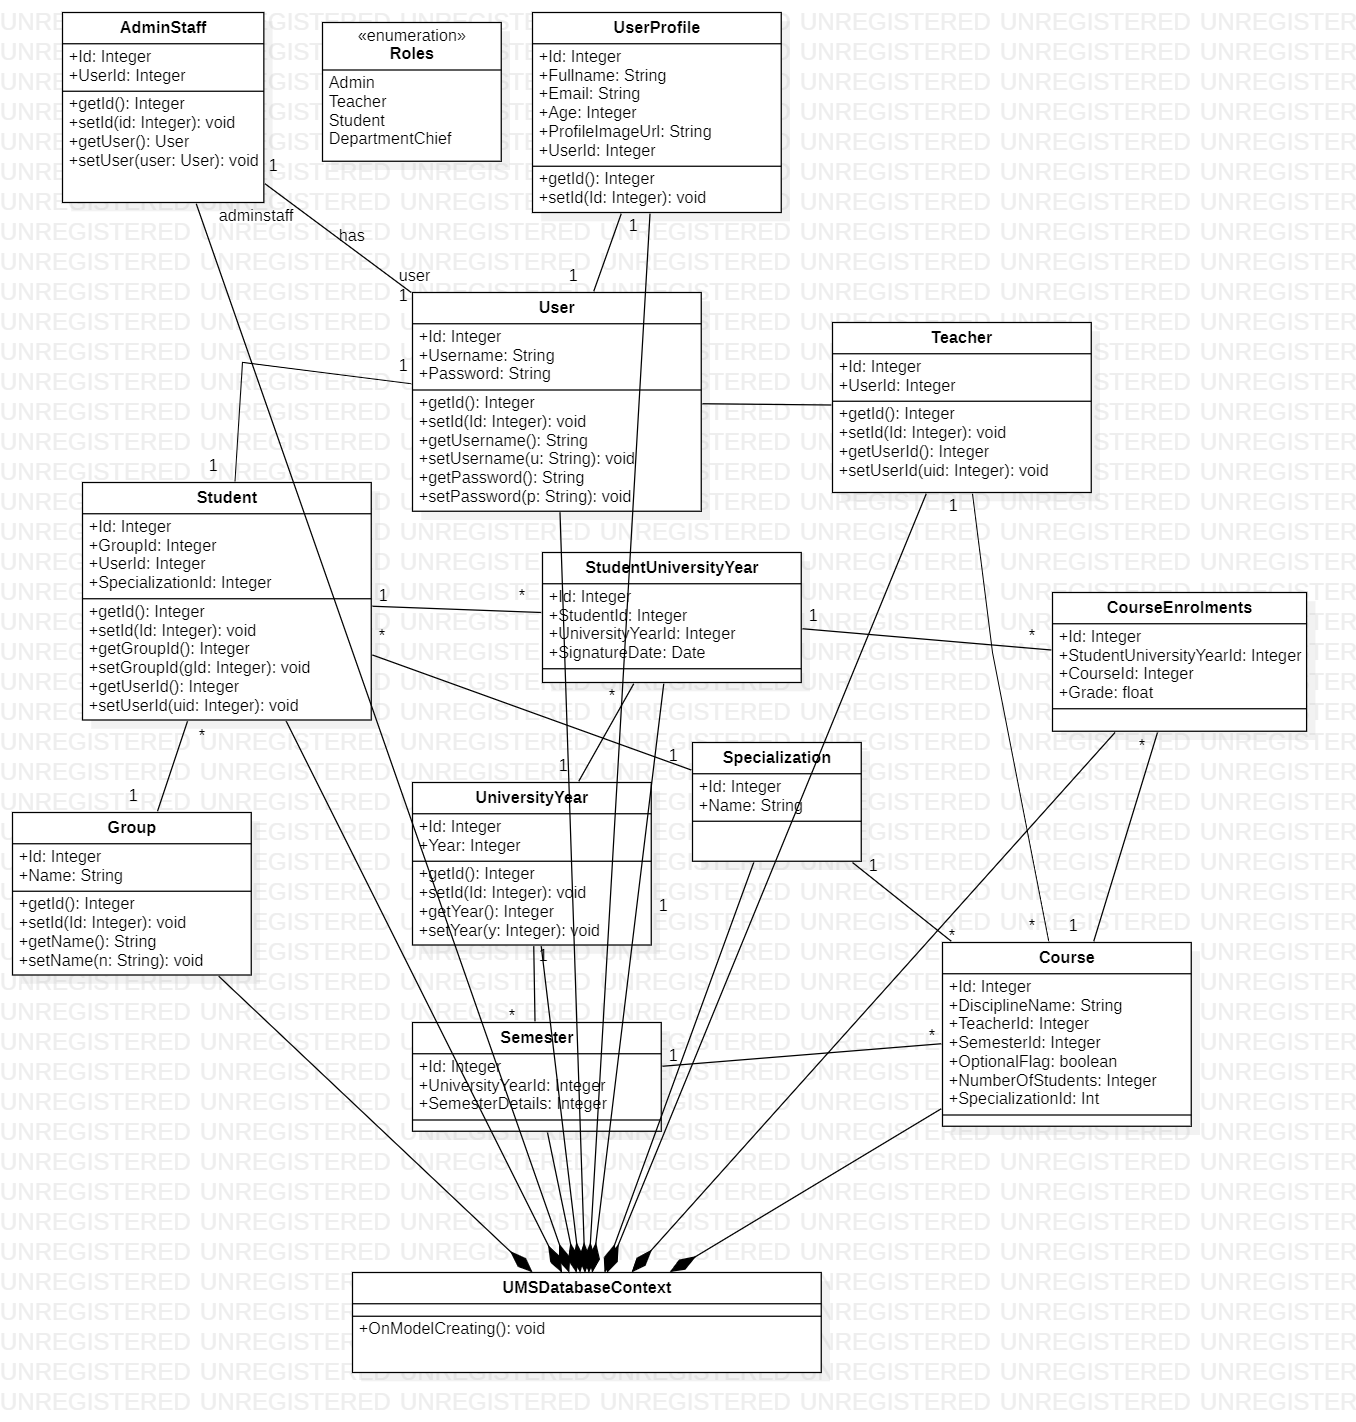 AdminStaff
+Id: Integer
+UserId: Integer
+getId(): Integer
+setId(id: Integer): void
+getUser(): User
+setUser(user: User): void
«enumeration»
Roles
Admin
Teacher
Student
DepartmentChief
UserProfile
+Id: Integer
+Fullname: String
+Email: String
+Age: Integer
+ProfileImageUrl: String
+UserId: Integer
+getId(): Integer
+setId(Id: Integer): void
1
adminstaff
has
user
1
1
1
User
+Id: Integer
+Username: String
+Password: String
+getId(): Integer
+setId(Id: Integer): void
+getUsername(): String
+setUsername(u: String): void
+getPassword(): String
+setPassword(p: String): void
Teacher
+Id: Integer
+UserId: Integer
+getId(): Integer
+setId(Id: Integer): void
+getUserId(): Integer
+setUserId(uid: Integer): void
1
1
1
Student
+Id: Integer
+GroupId: Integer
+UserId: Integer
+SpecializationId: Integer
+getId(): Integer
+setId(Id: Integer): void
+getGroupId(): Integer
+setGroupId(gId: Integer): void
+getUserId(): Integer
+setUserId(uid: Integer): void
1
*
*
StudentUniversityYear
+Id: Integer
+StudentId: Integer
+UniversityYearId: Integer
+SignatureDate: Date
1
*
CourseEnrolments
+Id: Integer
+StudentUniversityYearId: Integer
+CourseId: Integer
+Grade: float
*
*
1
1
*
1
Specialization
+Id: Integer
+Name: String
Group
+Id: Integer
+Name: String
+getId(): Integer
+setId(Id: Integer): void
+getName(): String
+setName(n: String): void
UniversityYear
+Id: Integer
+Year: Integer
+getId(): Integer
+setId(Id: Integer): void
+getYear(): Integer
+setYear(y: Integer): void
1
1
*
*
1
1
*
Semester
+Id: Integer
+UniversityYearId: Integer
+SemesterDetails: Integer
1
*
Course
+Id: Integer
+DisciplineName: String
+TeacherId: Integer
+SemesterId: Integer
+OptionalFlag: boolean
+NumberOfStudents: Integer
+SpecializationId: Int
UMSDatabaseContext
+OnModelCreating(): void
UNREGISTERED